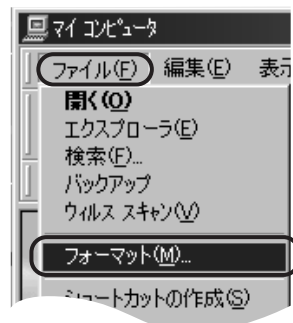 マイ コンピュータ
ファイル(F) 編集(E) 表示
開く(O)
エクスプローラ(E)
検索(F)...
バックアップ
ウィルス スキャン(V)
フォーマット(M)...
ショートカットの作成(S)